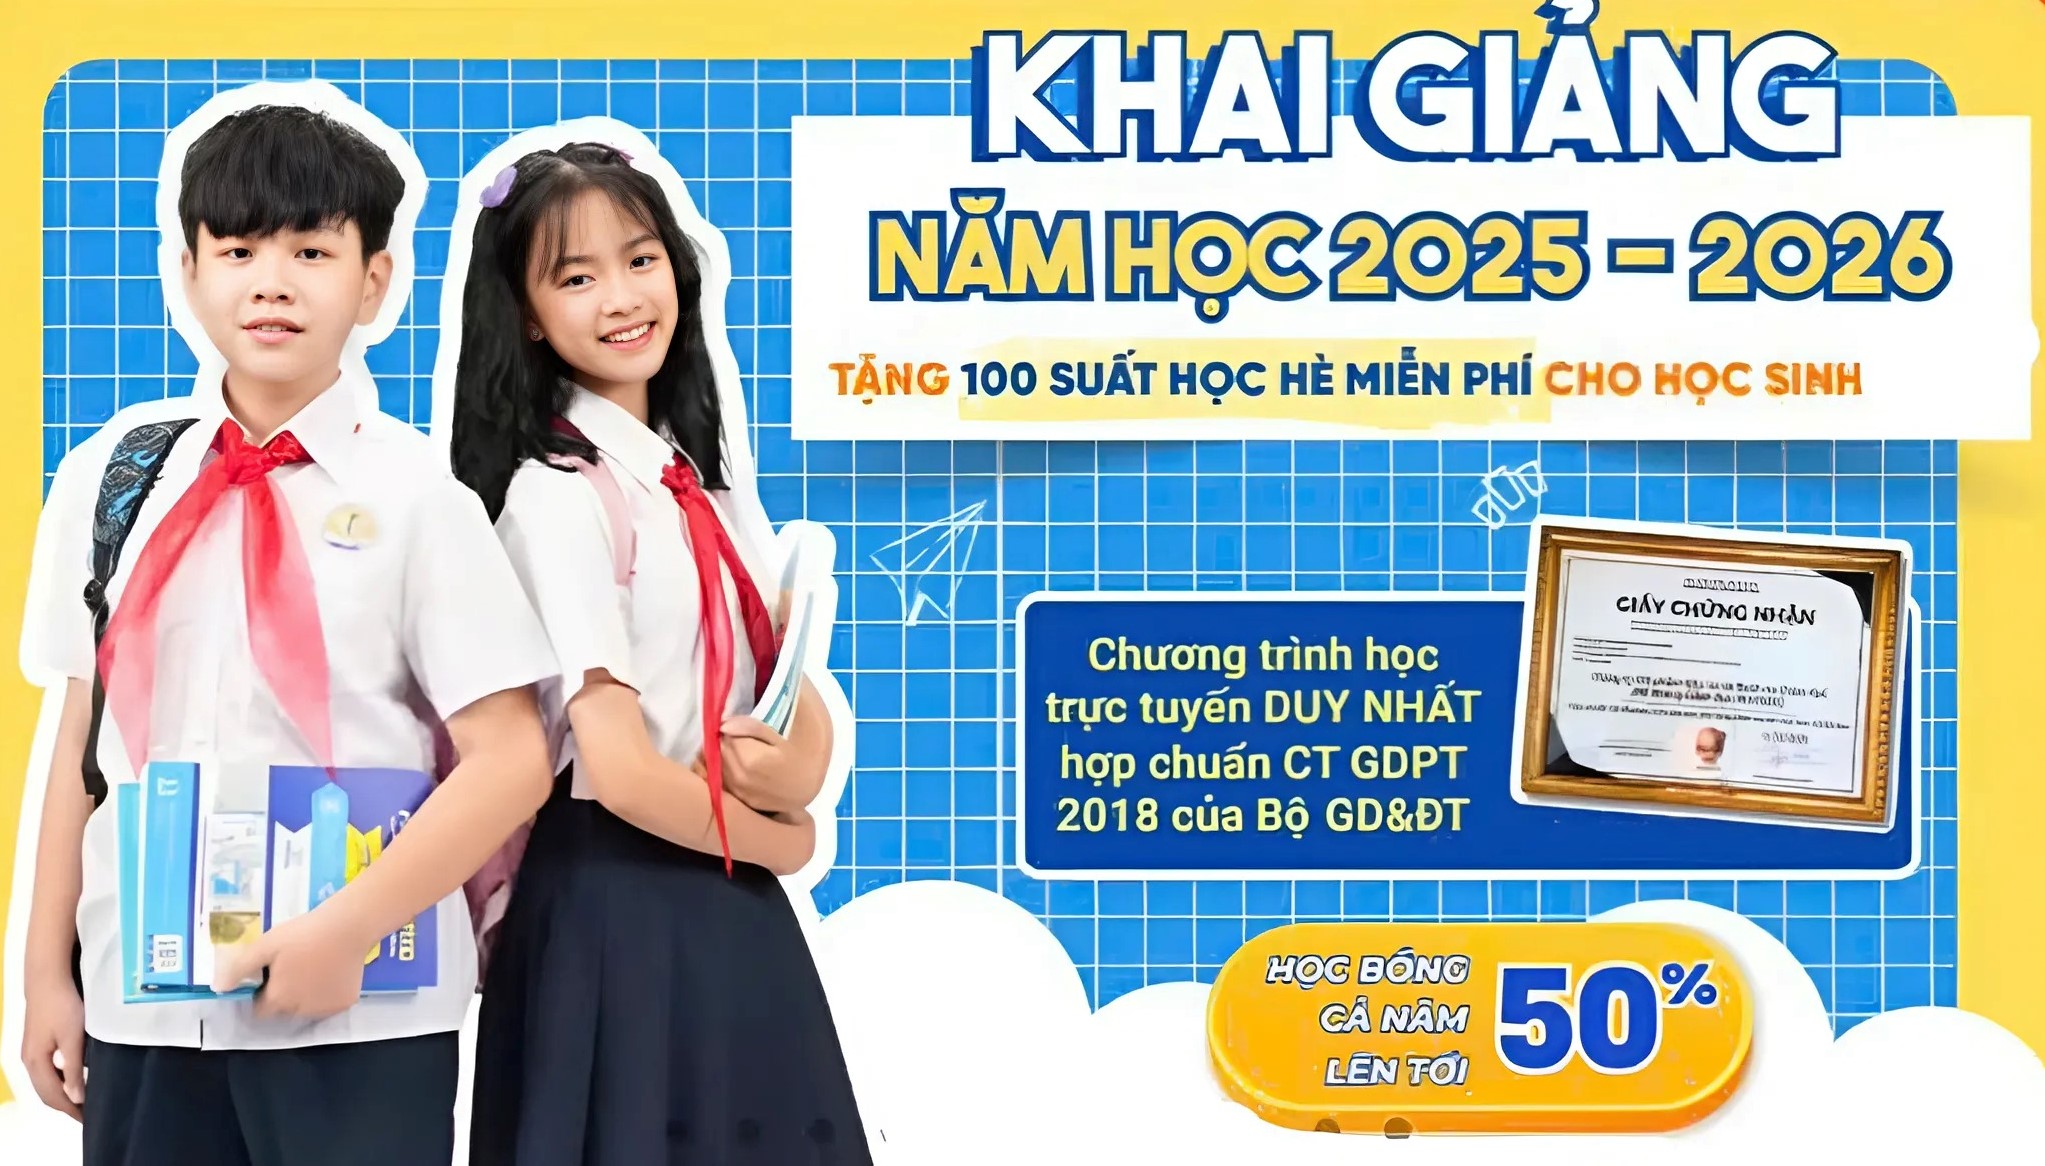 KHAI GIẢNG
NĂM HỌC 2025 – 2026
TẶNG 100 SUẤT HỌC HÈ MIỄN PHÍ CHO HỌC SINH
Chương trình học
trực tuyến DUY NHẤT
hợp chuẩn CT GDPT
2018 của Bộ GD&ĐT
GIẤY CHỨNG NHẬN
HỌC BỔNG
CẢ NĂM
LÊN TỚI
50%